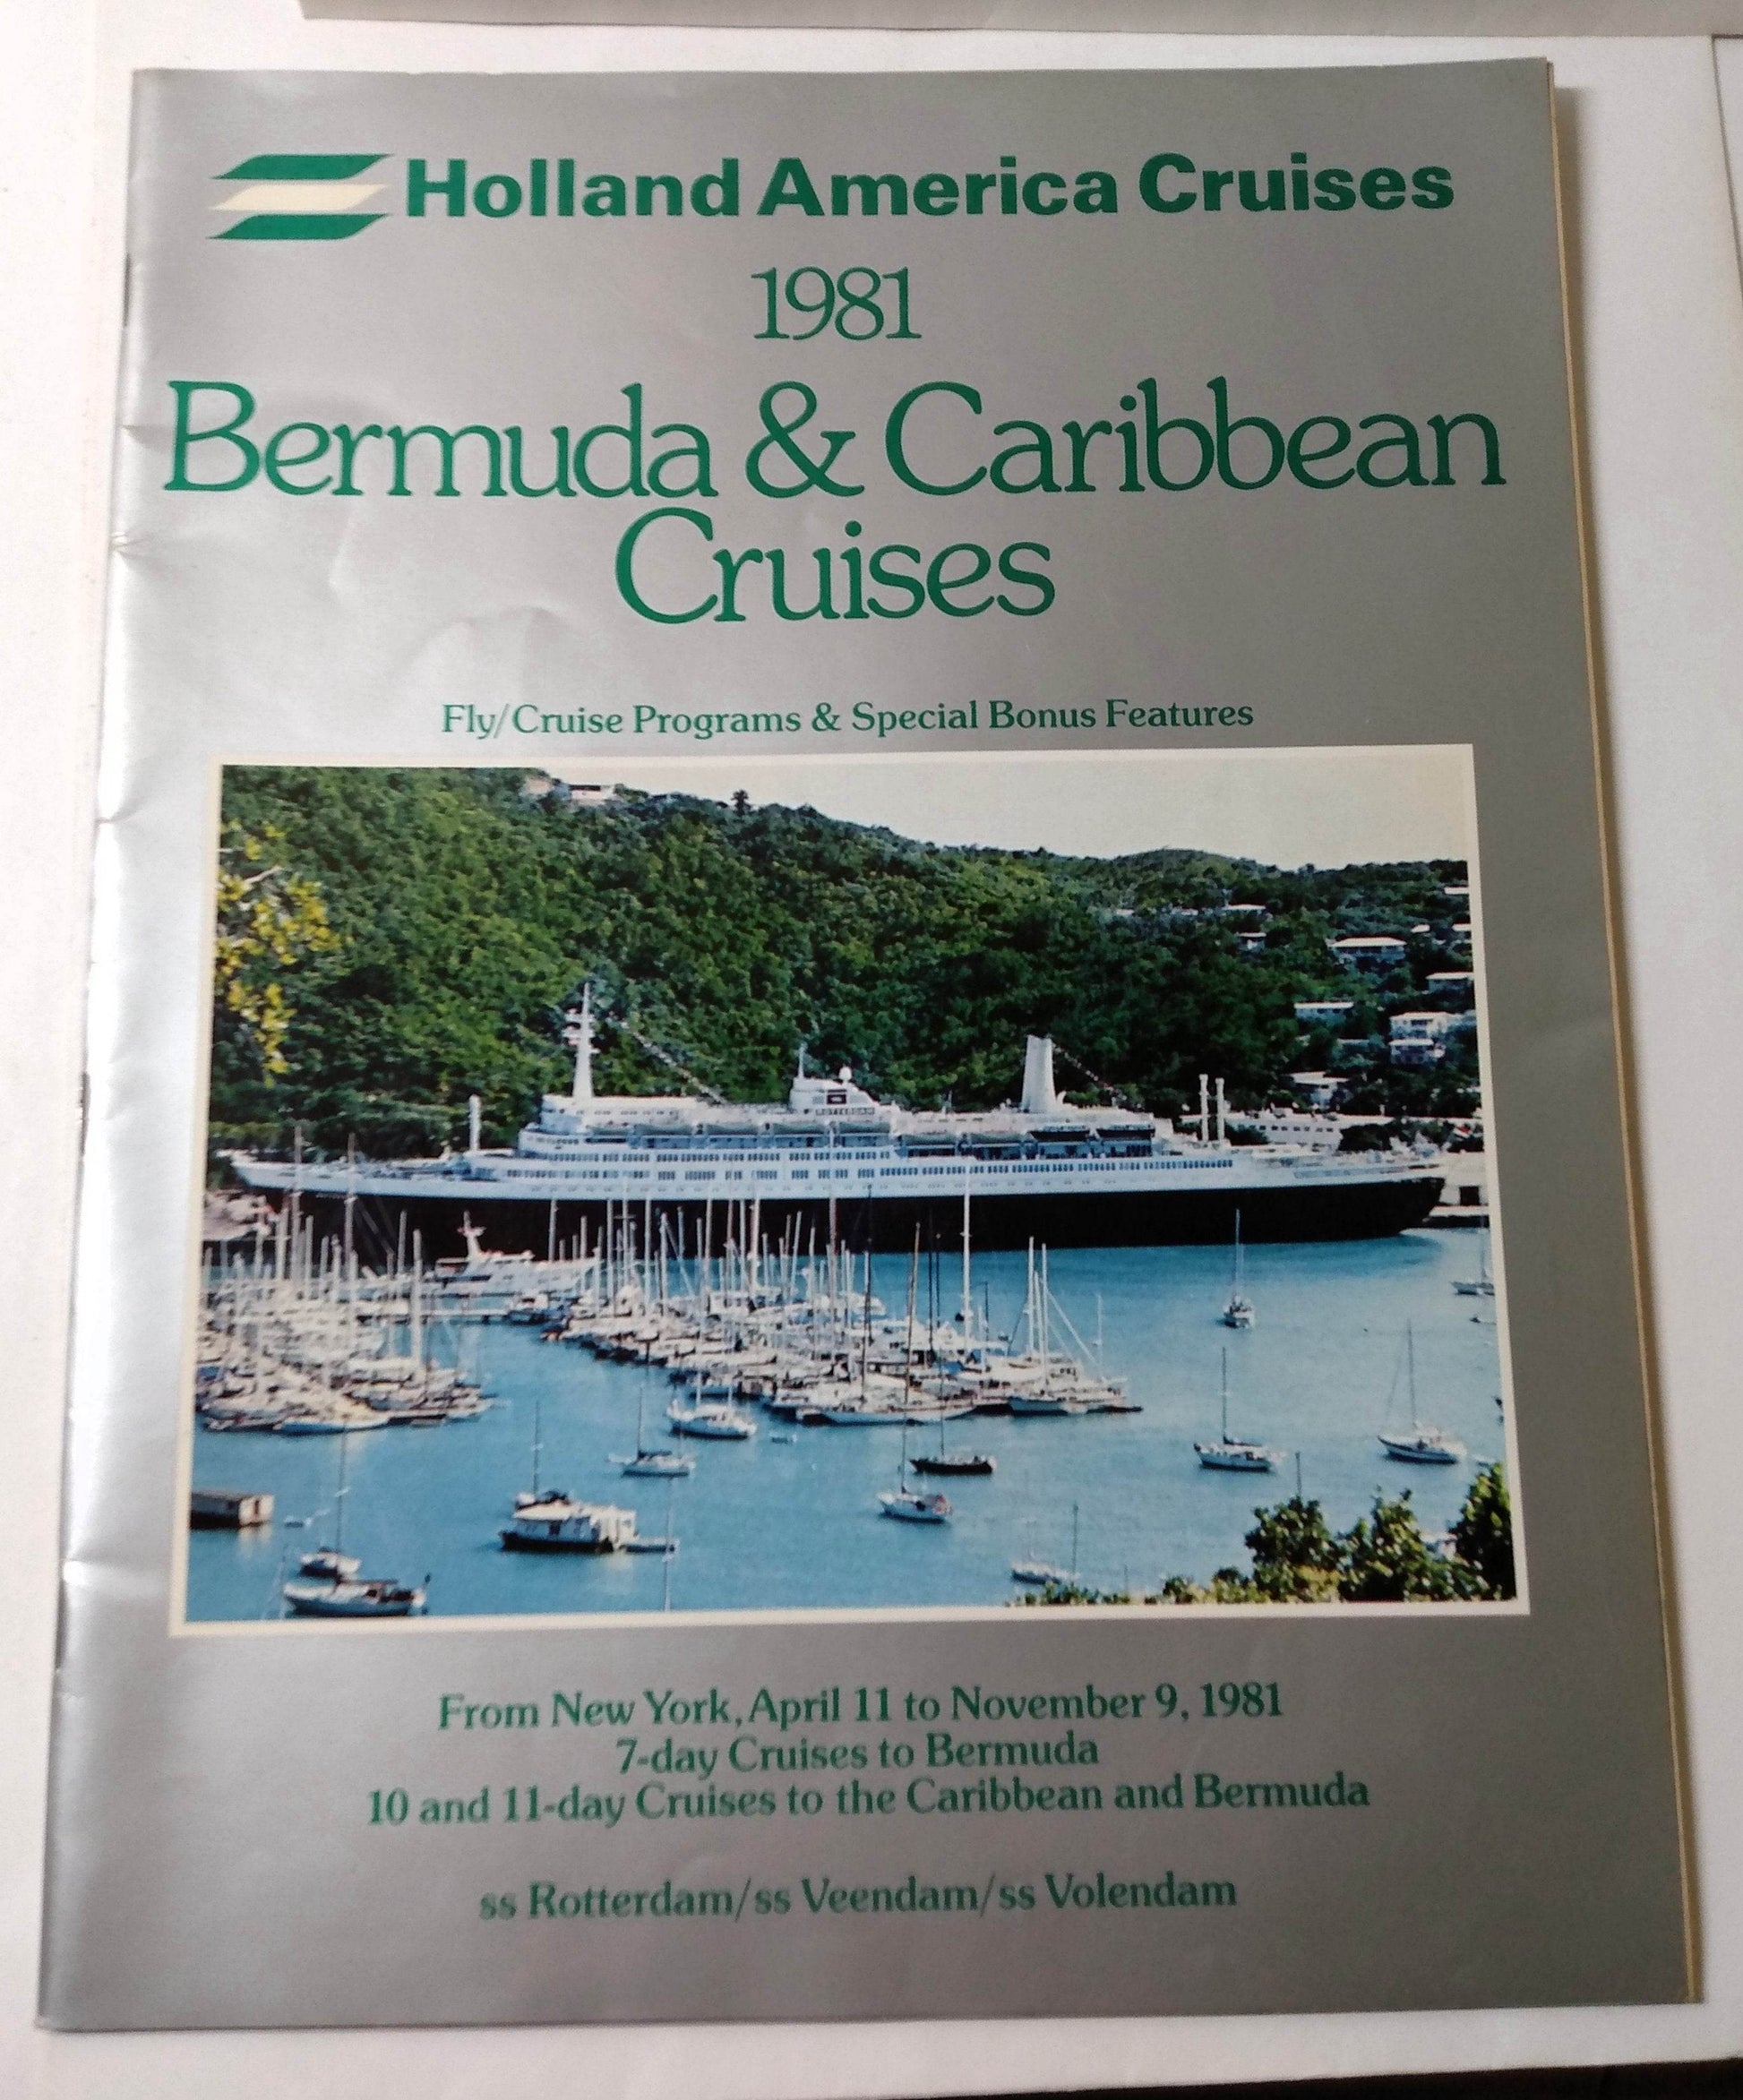 Holland America Cruises
1981
Bermuda & Caribbean
Cruises
Fly/Cruise Programs & Special Bonus Features
ROTTERDAM
From New York, April 11 to November 9, 1981
7-day Cruises to Bermuda
10 and 11-day Cruises to the Caribbean and Bermuda
ss Rotterdam/ss Veendam/ss Volendam